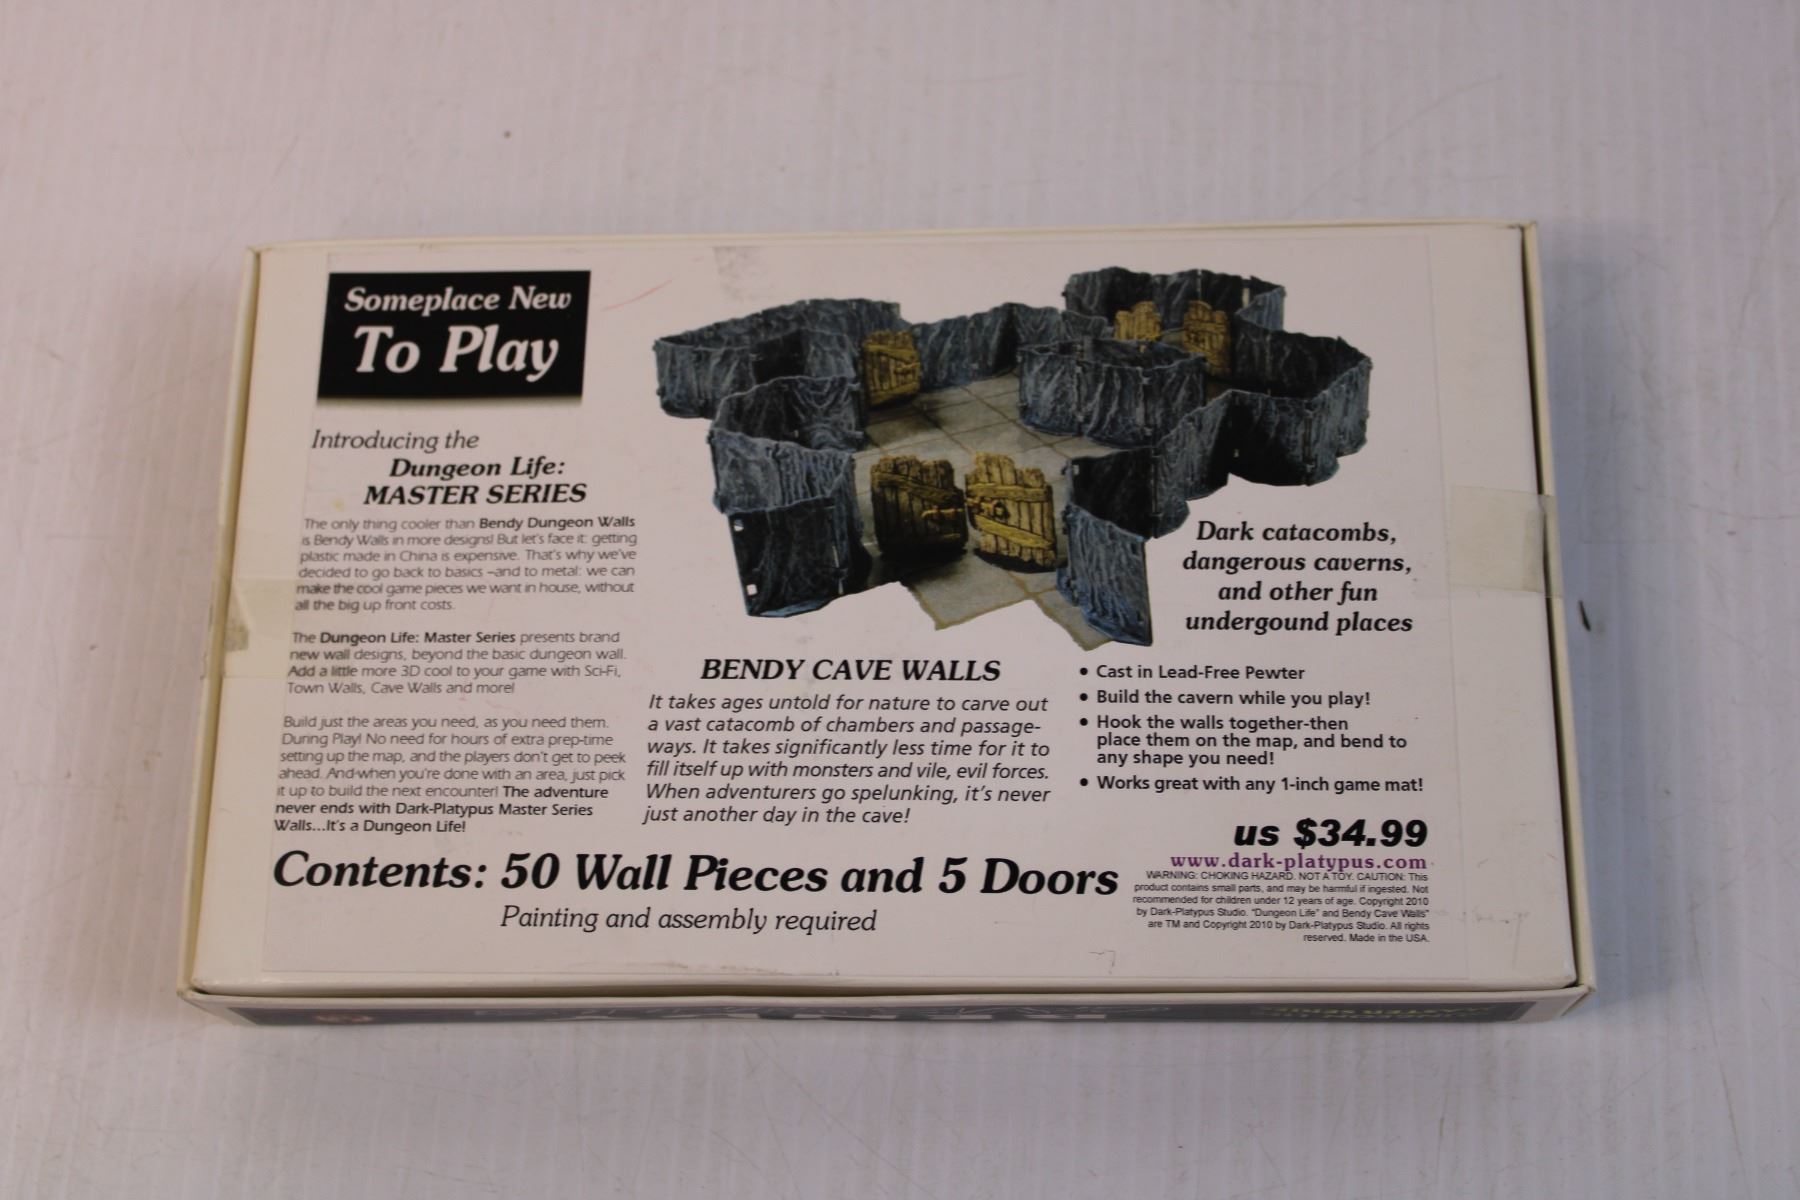 Someplace New
To Play
Introducing the
Dungeon Life:
MASTER SERIES
The only thing cooler than Bendy Dungeon Walls
is Bendy Walls in more designs! But let's face it: getting
plastic made in China is expensive. That's why we've
decided to go back to basics –and to metal: we can
make the cool game pieces we want in house, without
all the big up front costs.
The Dungeon Life: Master Series presents brand
new wall designs, beyond the basic dungeon wall.
Add a little more 3D cool to your game with Sci-Fi,
Town Walls, Cave Walls and more!
Build just the areas you need, as you need them.
During Play! No need for hours of extra prep-time
setting up the map, and the players don't get to peek
ahead. And-when you're done with an area, just pick
it up to build the next encounter! The adventure
never ends with Dark-Platypus Master Series
Walls...It's a Dungeon Life!
Dark catacombs,
dangerous caverns,
and other fun
undergound places
BENDY CAVE WALLS
It takes ages untold for nature to carve out
a vast catacomb of chambers and passage-
ways. It takes significantly less time for it to
fill itself up with monsters and vile, evil forces.
When adventurers go spelunking, it's never
just another day in the cave!
• Cast in Lead-Free Pewter
• Build the cavern while you play!
• Hook the walls together-then
place them on the map, and bend to
any shape you need!
• Works great with any 1-inch game mat!
us $34.99
www.dark-platypus.com
WARNING: CHOKING HAZARD. NOT A TOY. CAUTION: This
product contains small parts, and may be harmful if ingested. Not
recommended for children under 12 years of age. Copyright 2010
by Dark-Platypus Studio. "Dungeon Life" and Bendy Cave Walls"
are TM and Copyright 2010 by Dark-Platypus Studio. All rights
reserved. Made in the USA.
Contents: 50 Wall Pieces and 5 Doors
Painting and assembly required
MASTER SERIES